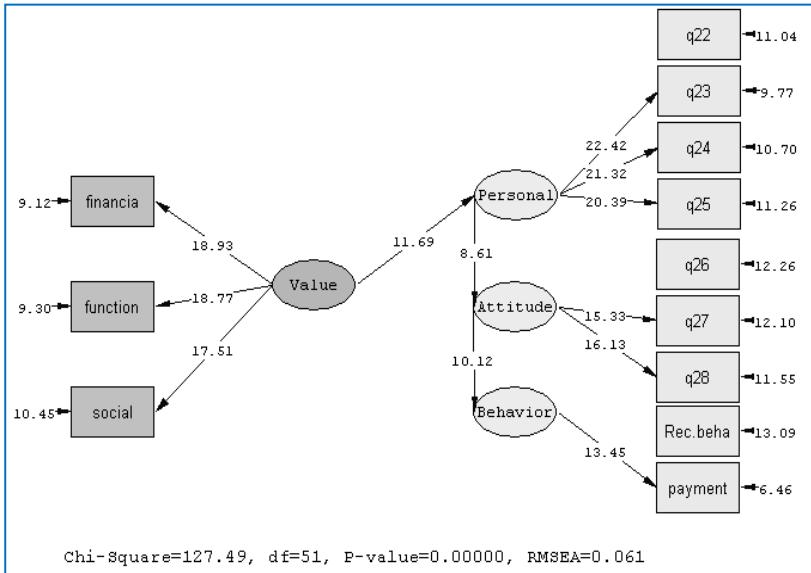 q22
11.04
q23
9.77
22.42
q24
10.70
21.32
Personal
9.12
financia
20.39
q25
11.26
18.93
11.69
8.61
q26
12.26
Value
9.30
function
18.77
Attitude
15.33
q27
12.10
16.13
17.51
10.12
q28
11.55
10.45
social
Behavior
Rec.beha
13.09
13.45
payment
6.46
Chi-Square=127.49, df=51, P-value=0.00000, RMSEA=0.061